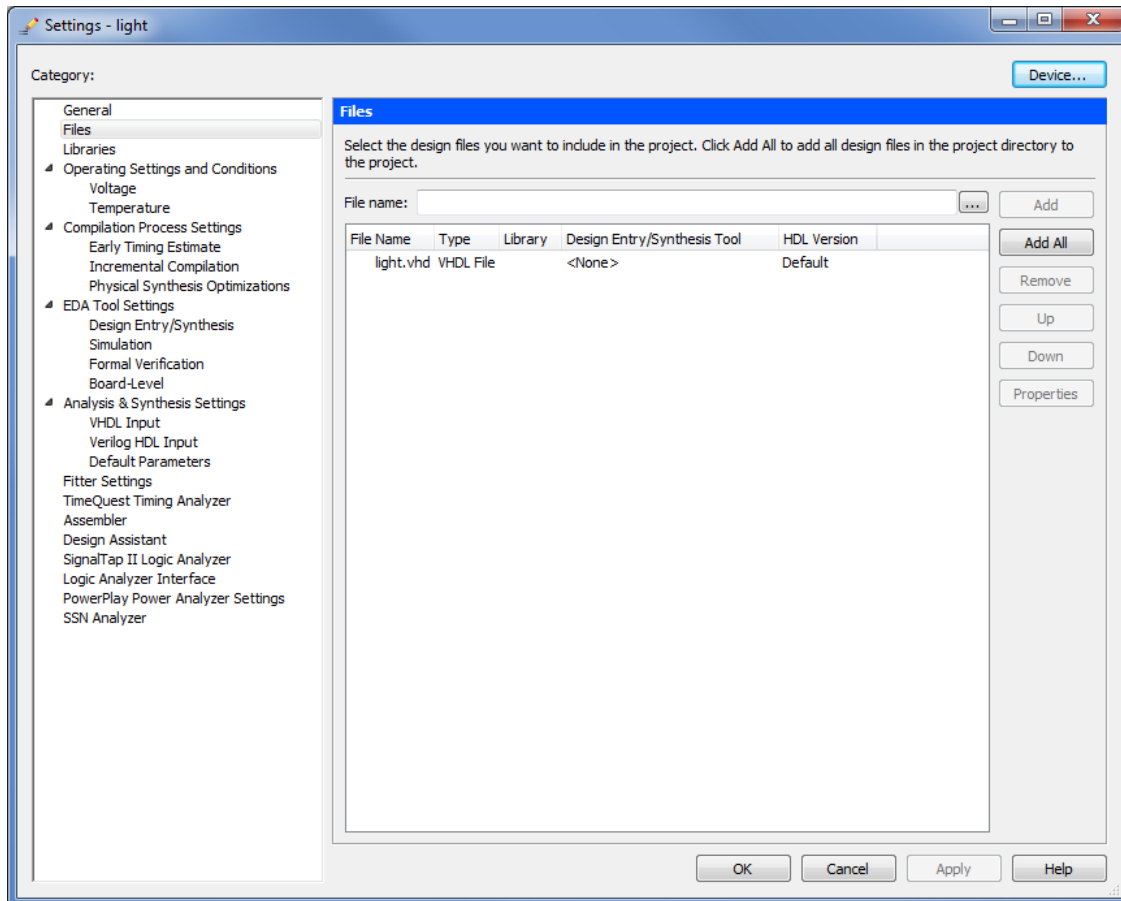 Settings - light
Category:
Device...
General
Files
Libraries
Operating Settings and Conditions
Voltage
Temperature
Compilation Process Settings
Early Timing Estimate
Incremental Compilation
Physical Synthesis Optimizations
EDA Tool Settings
Design Entry/Synthesis
Simulation
Formal Verification
Board-Level
Analysis & Synthesis Settings
VHDL Input
Verilog HDL Input
Default Parameters
Fitter Settings
TimeQuest Timing Analyzer
Assembler
Design Assistant
SignalTap II Logic Analyzer
Logic Analyzer Interface
PowerPlay Power Analyzer Settings
SSN Analyzer
Files
Select the design files you want to include in the project. Click Add All to add all design files in the project directory to
the project.
File name:
...
Add
File Name Type Library Design Entry/Synthesis Tool HDL Version
light.vhd VHDL File <None> Default
Add All
Remove
Up
Down
Properties
OK Cancel Apply Help